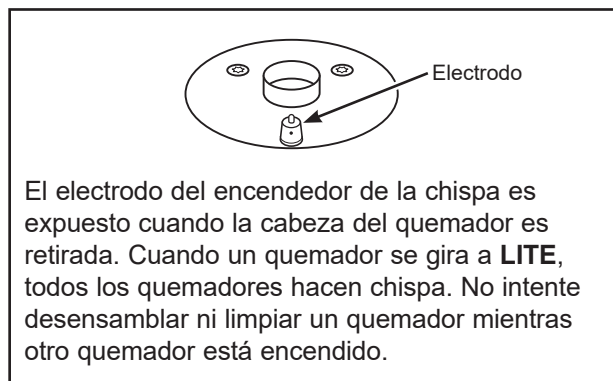 Electrodo
El electrodo del encendedor de la chispa es
expuesto cuando la cabeza del quemador es
retirada. Cuando un quemador se gira a LITE,
todos los quemadores hacen chispa. No intente
desensamblar ni limpiar un quemador mientras
otro quemador está encendido.